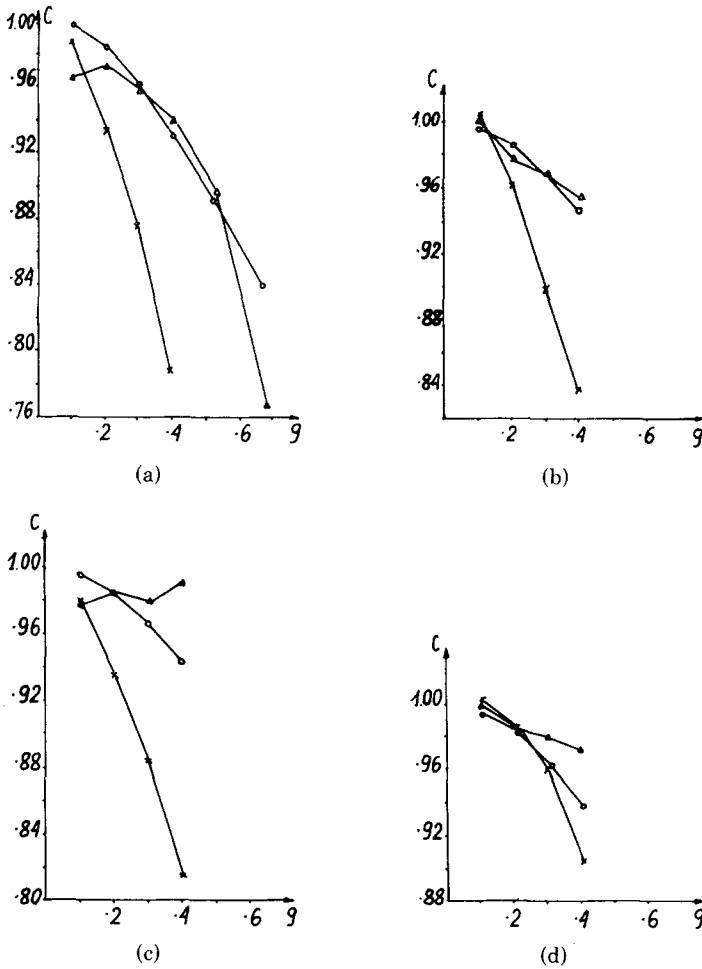 1.00 C
.96
.92
.88
.84
.80
.76
.2 .4 .6 g
(a)
C
1.00
.96
.92
.88
.84
.2 .4 .6 g
(b)
C
1.00
.96
.92
.88
.84
.80
.2 .4 .6 g
(c)
C
1.00
.96
.92
.88
.2 .4 .6 g
(d)